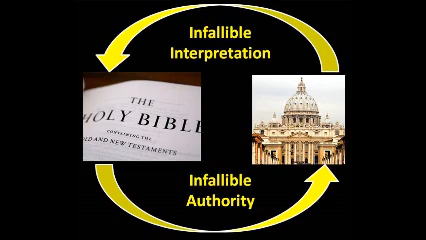 Infallible
Interpretation
THE
HOLY BIBLE
CONTAINING THE
OLD AND NEW TESTAMENTS
Infallible
Authority